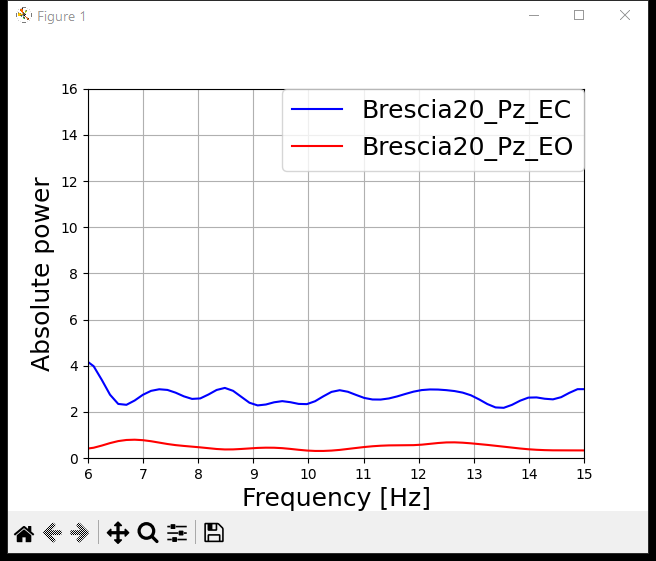 Figure 1
Brescia20_Pz_EC
Brescia20_Pz_EO
Absolute power
16
14
12
10
8
6
4
2
0
6 7 8 9 10 11 12 13 14 15
Frequency [Hz]